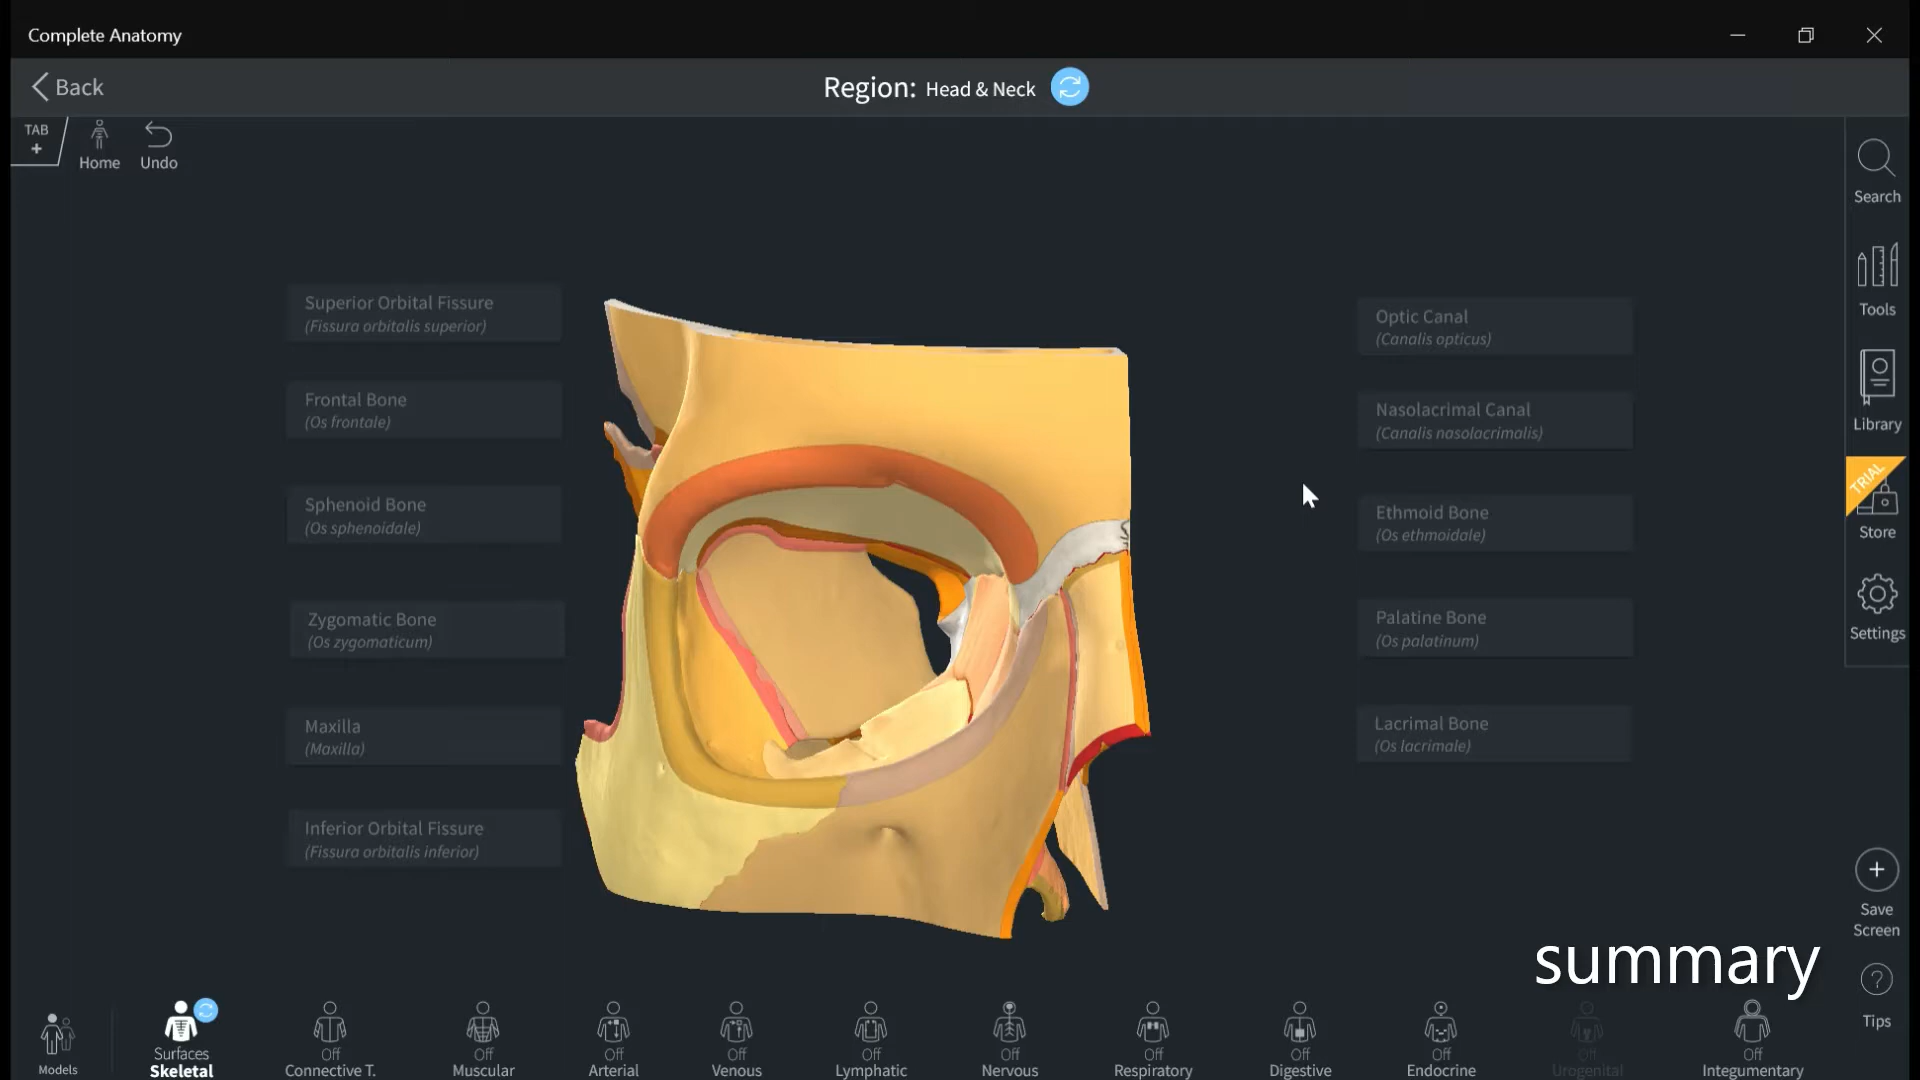 Complete Anatomy
Back
Region: Head & Neck
TAB
+
Home
Undo
Search
Tools
Library
TRIAL
Store
Settings
Superior Orbital Fissure
(Fissura orbitalis superior)
Frontal Bone
(Os frontale)
Sphenoid Bone
(Os sphenoidale)
Zygomatic Bone
(Os zygomaticum)
Maxilla
(Maxilla)
Inferior Orbital Fissure
(Fissura orbitalis inferior)
Optic Canal
(Canalis opticus)
Nasolacrimal Canal
(Canalis nasolacrimalis)
Ethmoid Bone
(Os ethmoidale)
Palatine Bone
(Os palatinum)
Lacrimal Bone
(Os lacrimale)
+
Save
Screen
summary
?
Tips
Models
Surfaces
Skeletal
Off
Connective T.
Off
Muscular
Off
Arterial
Off
Venous
Off
Lymphatic
Off
Nervous
Off
Respiratory
Off
Digestive
Off
Endocrine
Off
Urogenital
Off
Integumentary